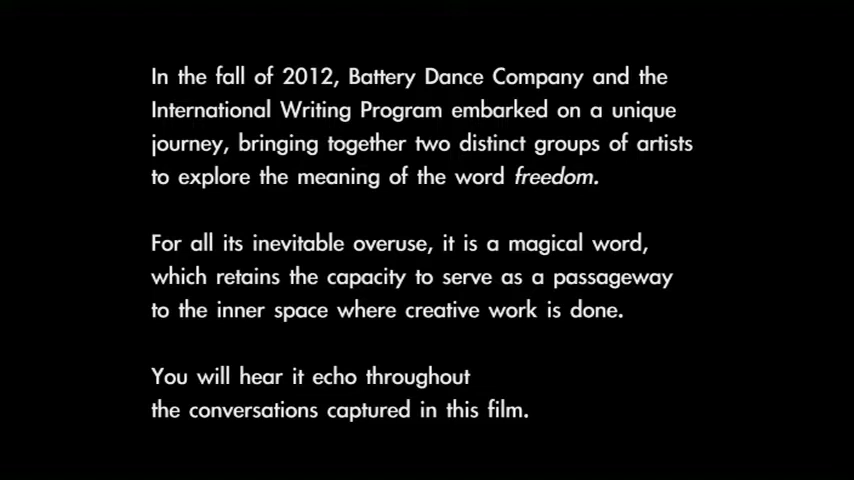 In the fall of 2012, Battery Dance Company and the
International Writing Program embarked on a unique
journey, bringing together two distinct groups of artists
to explore the meaning of the word freedom.
For all its inevitable overuse, it is a magical word,
which retains the capacity to serve as a passageway
to the inner space where creative work is done.
You will hear it echo throughout
the conversations captured in this film.